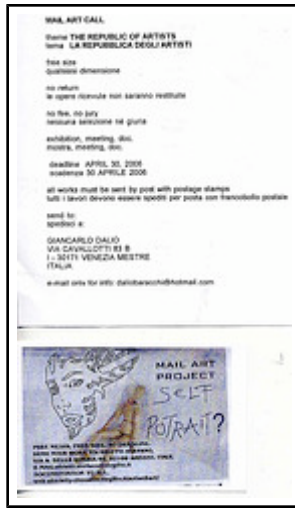 MAIL ART CALL
theme THE REPUBLIC OF ARTISTS
tema LA REPUBBLICA DEGLI ARTISTI
free size
qualsiasi dimensione
no return
le opere ricevute non saranno restituite
no fee, no jury
nessuna selezione né giuria
exhibition, meeting, doc.
mostra, meeting, doc.
deadline APRIL 30, 2006
scadenza 30 APRILE 2006
all works must be sent by post with postage stamps
tutti i lavori devono essere spediti per posta con francobollo postale
send to:
spedisci a:
GIANCARLO DALIO
VIA CAVALLOTTI 83 B
I - 30171 VENEZIA MESTRE
ITALIA
e-mail only for info: daliobaracchi@hotmail.com
MAIL ART
PROJECT
SELF
POTRAIT?